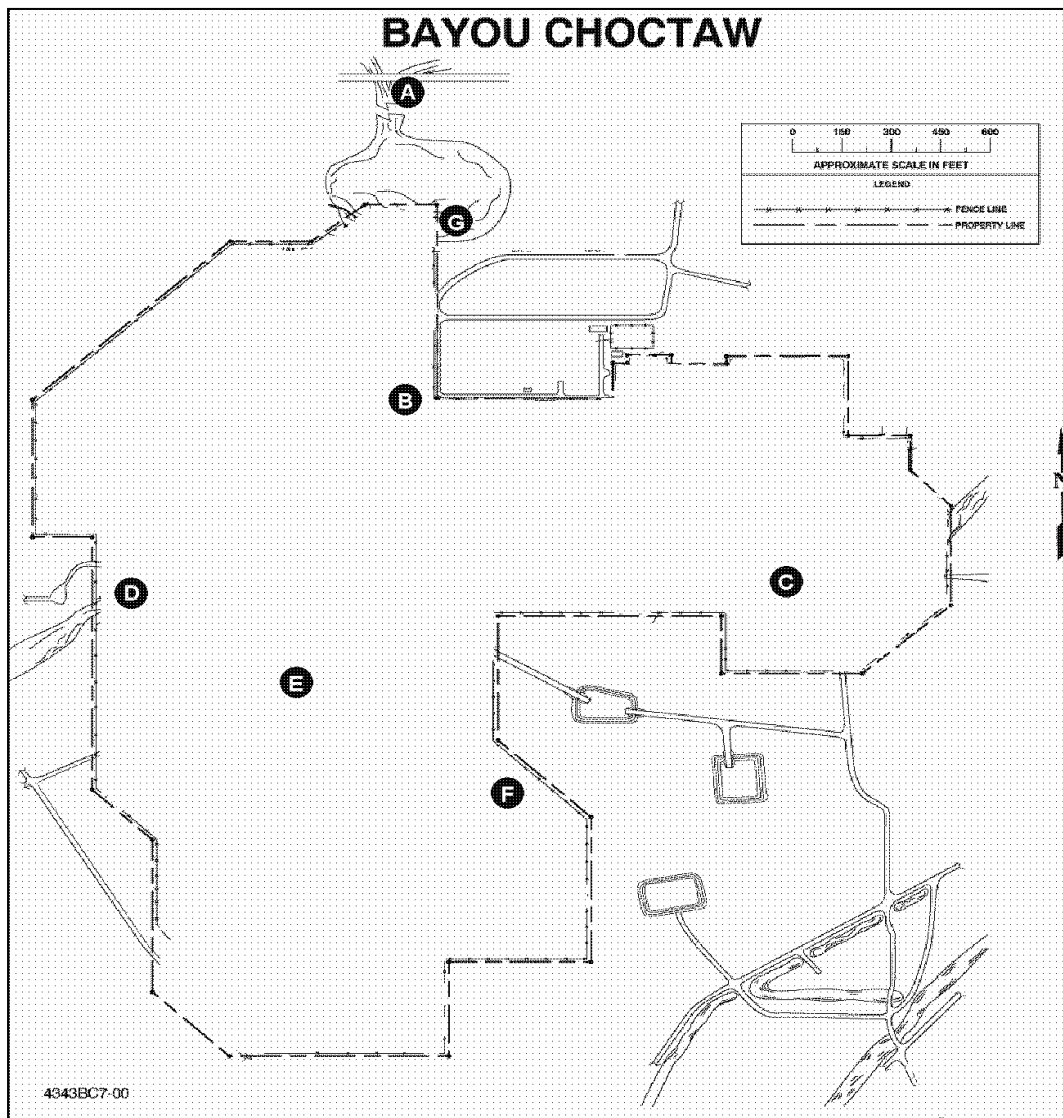 BAYOU CHOCTAW
A
0 150 300 450 600
APPROXIMATE SCALE IN FEET
LEGEND
FENCE LINE
PROPERTY LINE
G
B
N
C
D
E
F
4343BC7-00